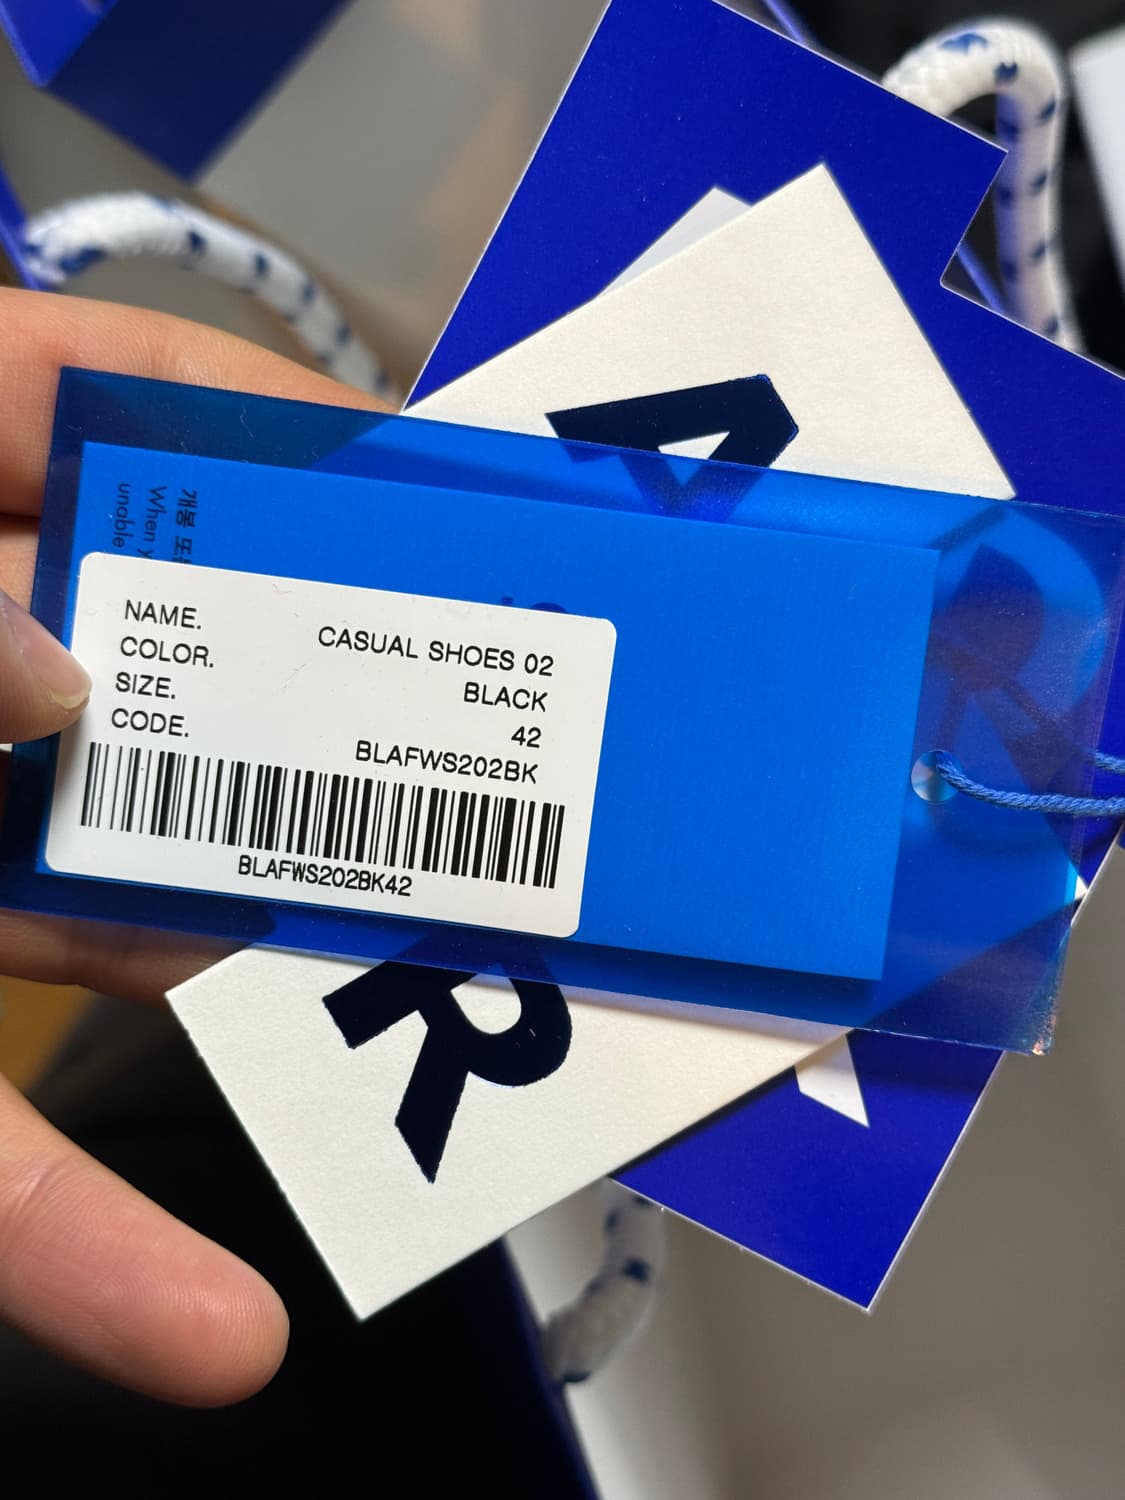 A
개봉 또
When y
unable
NAME. CASUAL SHOES 02
COLOR. BLACK
SIZE. 42
CODE. BLAFWS202BK
BLAFWS202BK42
R